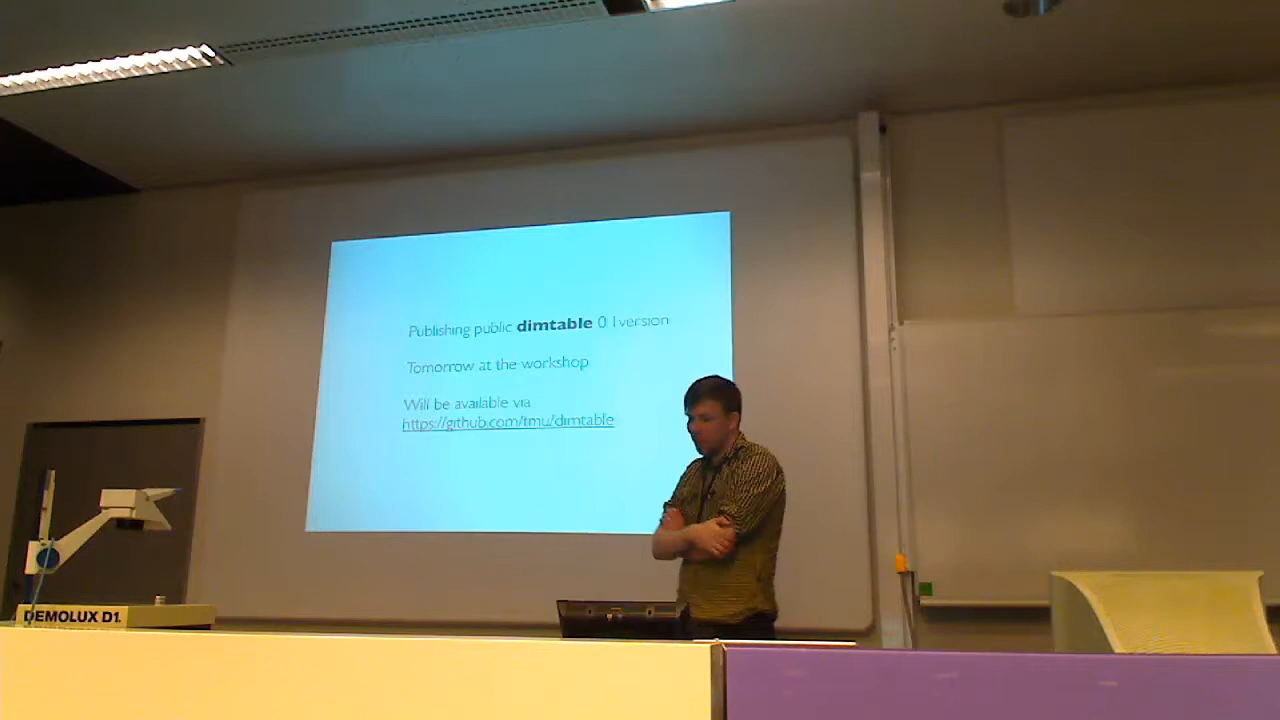 Publishing public dimtable 0.1 version
Tomorrow at the workshop
Will be available via
https://github.com/tmu/dimtable
DEMOLUX D1.